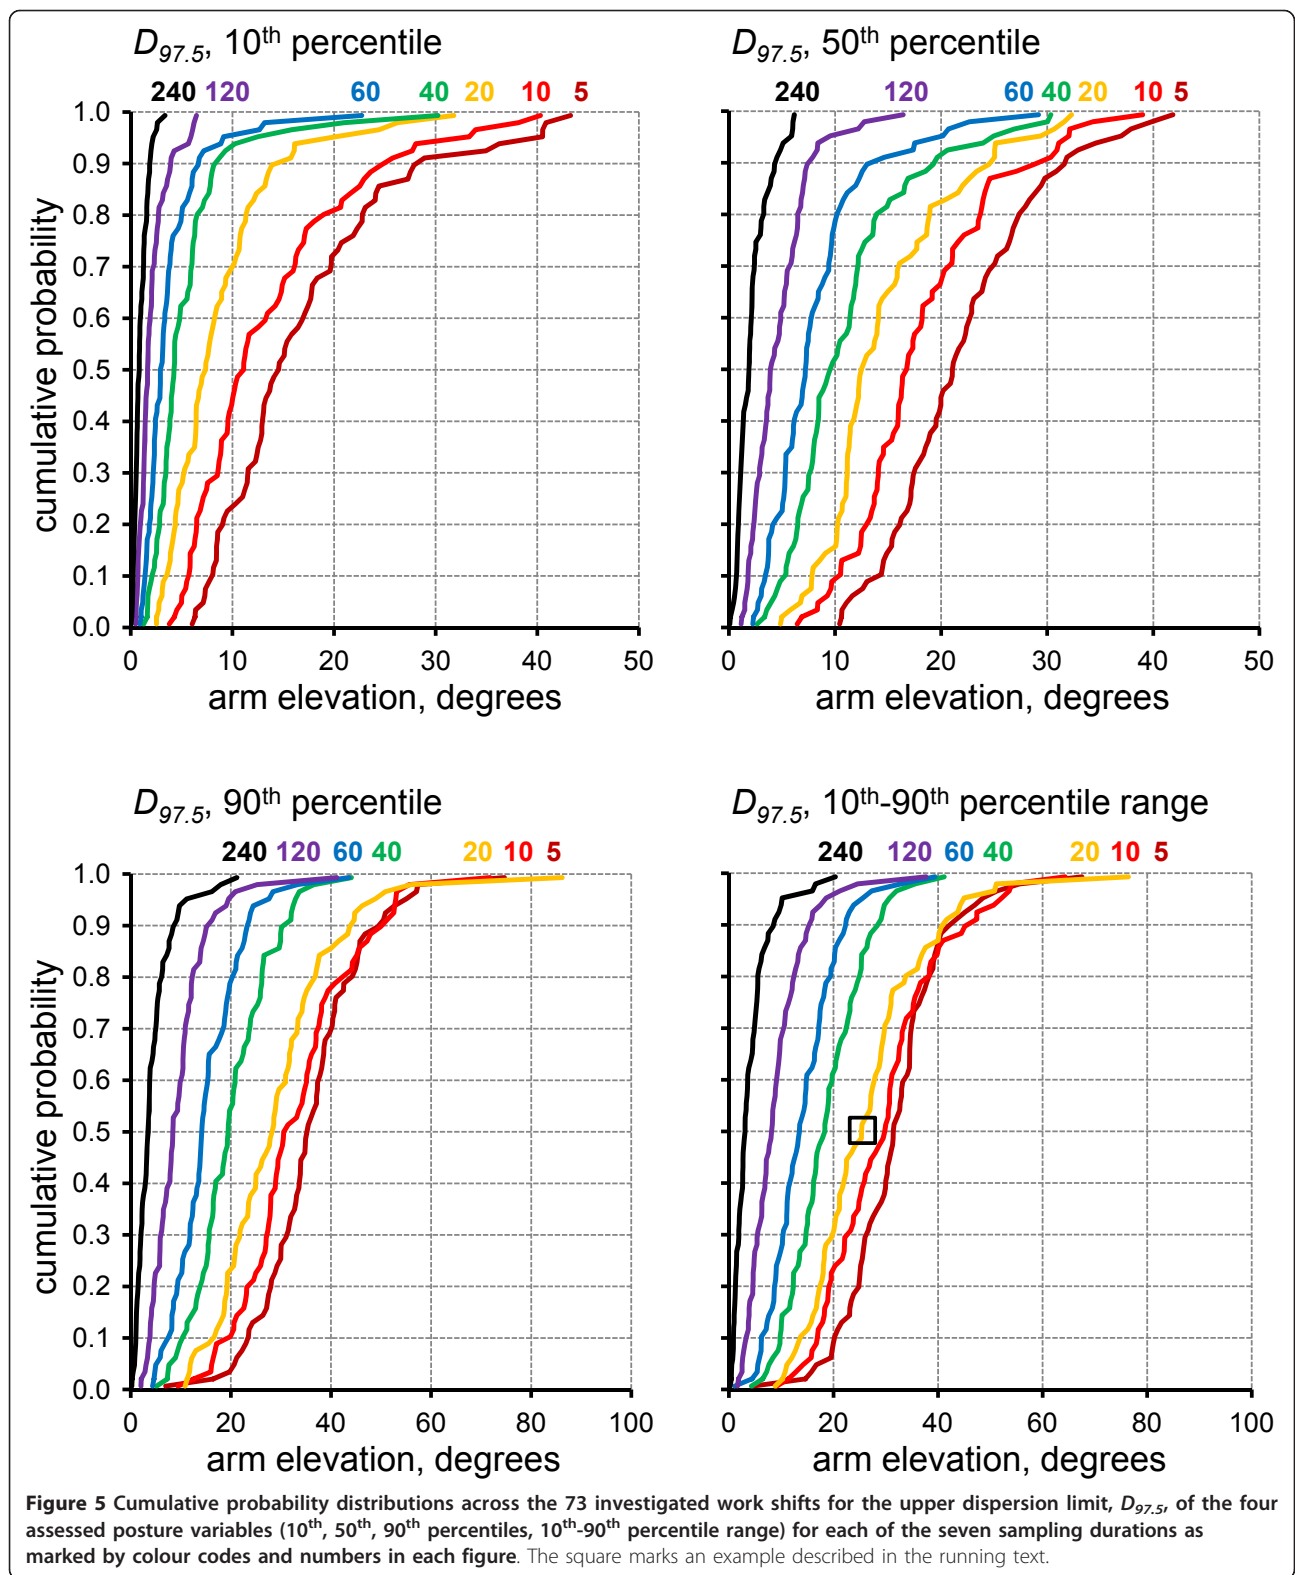 D97.5, 10th percentile
240 120 60 40 20 10 5
1.0
0.9
0.8
0.7
0.6
0.5
0.4
0.3
0.2
0.1
0.0
cumulative probability
0 10 20 30 40 50
arm elevation, degrees
D97.5, 50th percentile
240 120 60 40 20 10 5
0 10 20 30 40 50
arm elevation, degrees
D97.5, 90th percentile
240 120 60 40 20 10 5
1.0
0.9
0.8
0.7
0.6
0.5
0.4
0.3
0.2
0.1
0.0
cumulative probability
0 20 40 60 80 100
arm elevation, degrees
D97.5, 10th-90th percentile range
240 120 60 40 20 10 5
0 20 40 60 80 100
arm elevation, degrees
Figure 5 Cumulative probability distributions across the 73 investigated work shifts for the upper dispersion limit, D97.5, of the four
assessed posture variables (10th, 50th, 90th percentiles, 10th-90th percentile range) for each of the seven sampling durations as
marked by colour codes and numbers in each figure. The square marks an example described in the running text.